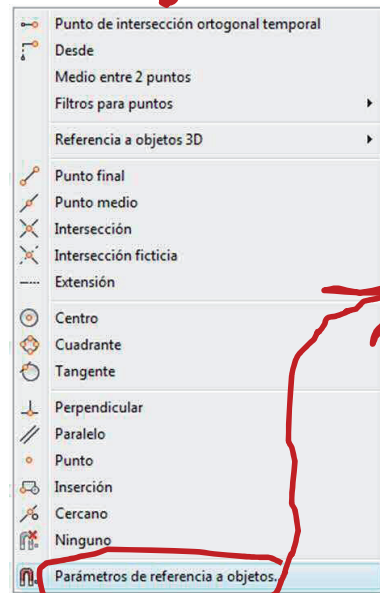 Punto de intersección ortogonal temporal
Desde
Medio entre 2 puntos
Filtros para puntos
Referencia a objetos 3D
Punto final
Punto medio
Intersección
Intersección ficticia
Extensión
Centro
Cuadrante
Tangente
Perpendicular
Paralelo
Punto
Inserción
Cercano
Ninguno
Parámetros de referencia a objetos...